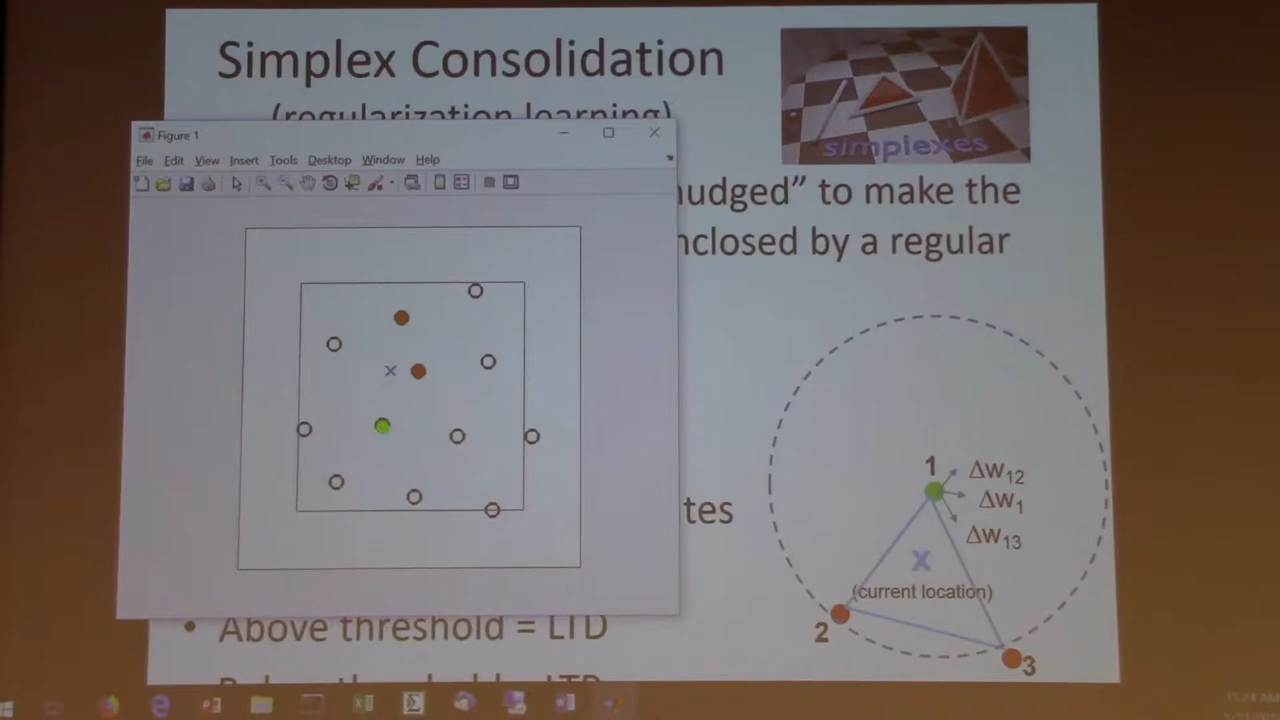 Simplex Consolidation
(regularization learning)
simplexes
Figure 1
File Edit View Insert Tools Desktop Window Help
udged” to make the
nclosed by a regular
x
1
Δw12
Δw1
Δw13
x
(current location)
2
3
tes
• Above threshold = LTD